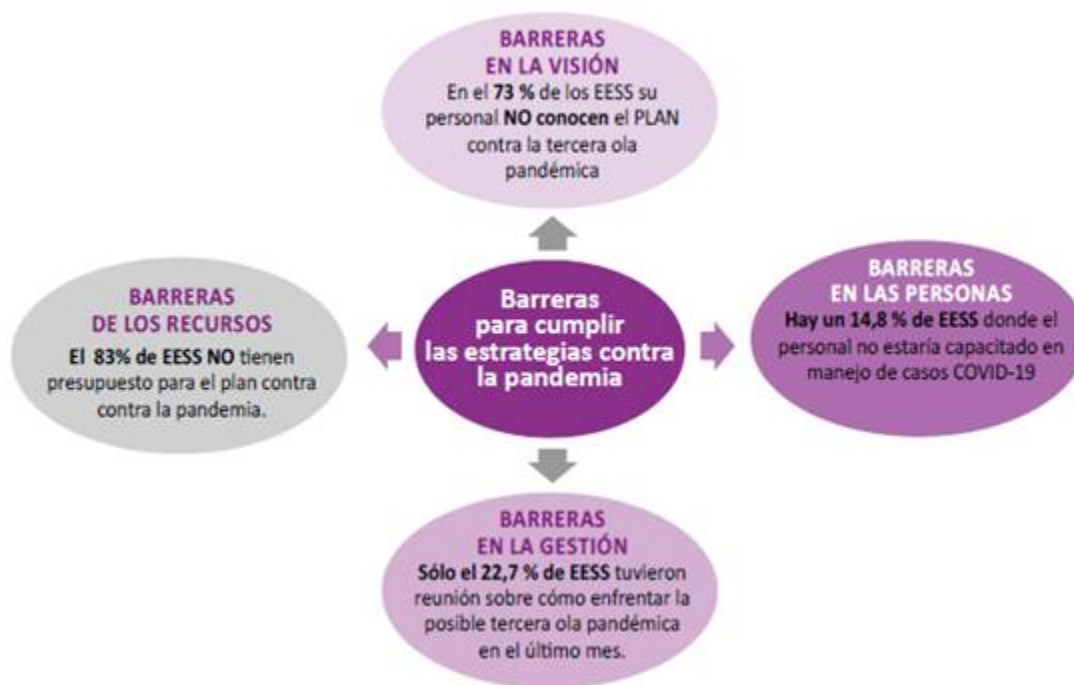 BARRERAS
EN LA VISIÓN
En el 73 % de los EESS su
personal NO conocen el PLAN
contra la tercera ola
pandémica
BARRERAS
DE LOS RECURSOS
El 83% de EESS NO tienen
presupuesto para el plan contra
contra la pandemia.
Barreras
para cumplir
las estrategias contra
la pandemia
BARRERAS
EN LAS PERSONAS
Hay un 14,8 % de EESS donde el
personal no estaría capacitado en
manejo de casos COVID-19
BARRERAS
EN LA GESTIÓN
Sólo el 22,7 % de EESS tuvieron
reunión sobre cómo enfrentar la
posible tercera ola pandémica
en el último mes.